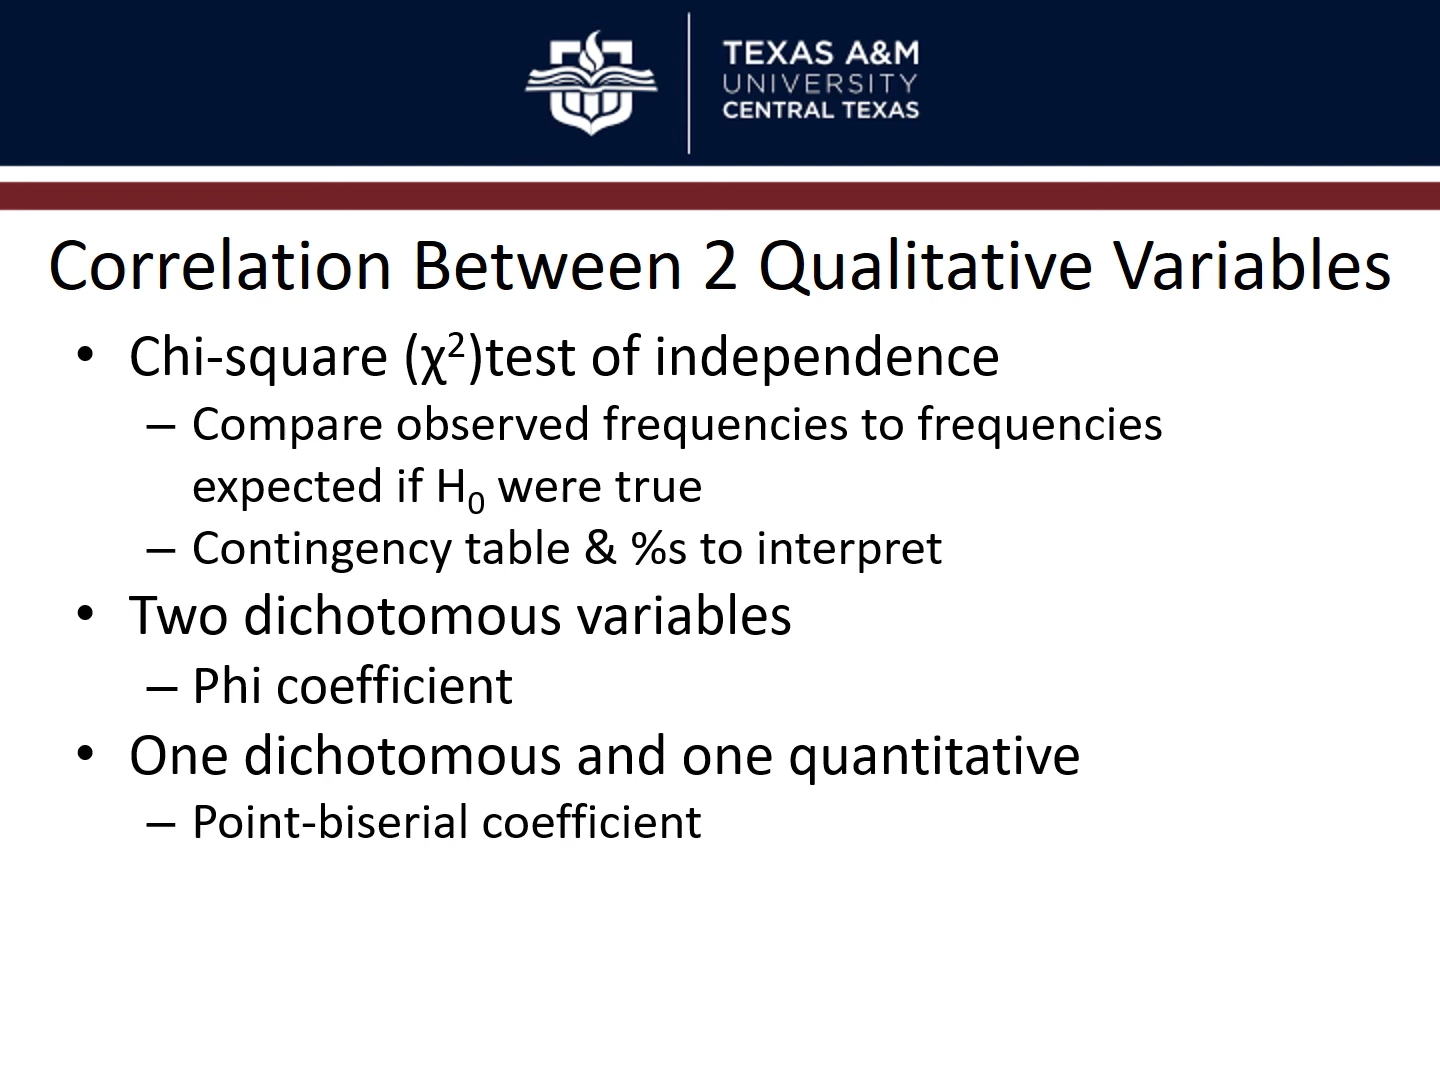 TEXAS A&M
UNIVERSITY
CENTRAL TEXAS
Correlation Between 2 Qualitative Variables
• Chi-square (χ²)test of independence
– Compare observed frequencies to frequencies
expected if H₀ were true
– Contingency table & %s to interpret
• Two dichotomous variables
– Phi coefficient
• One dichotomous and one quantitative
– Point-biserial coefficient